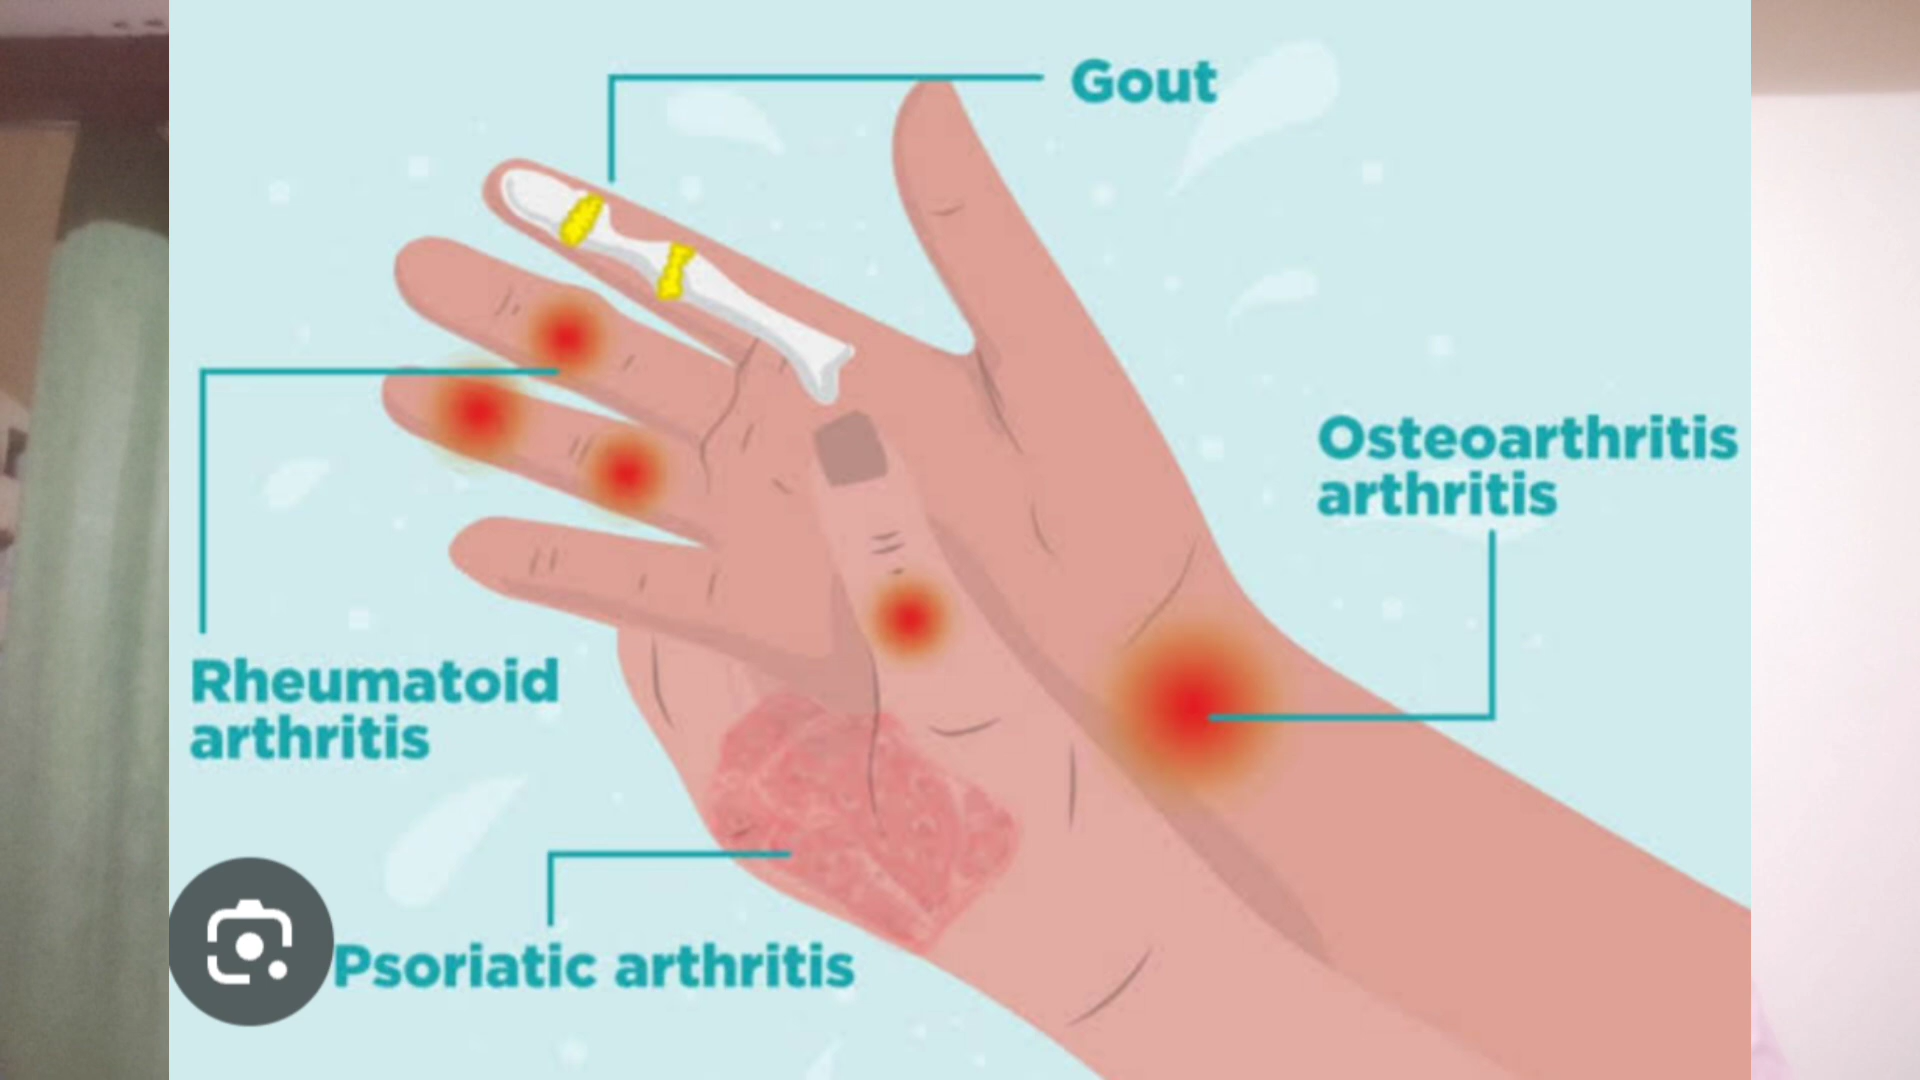 Gout
Osteoarthritis
arthritis
Rheumatoid
arthritis
Psoriatic arthritis